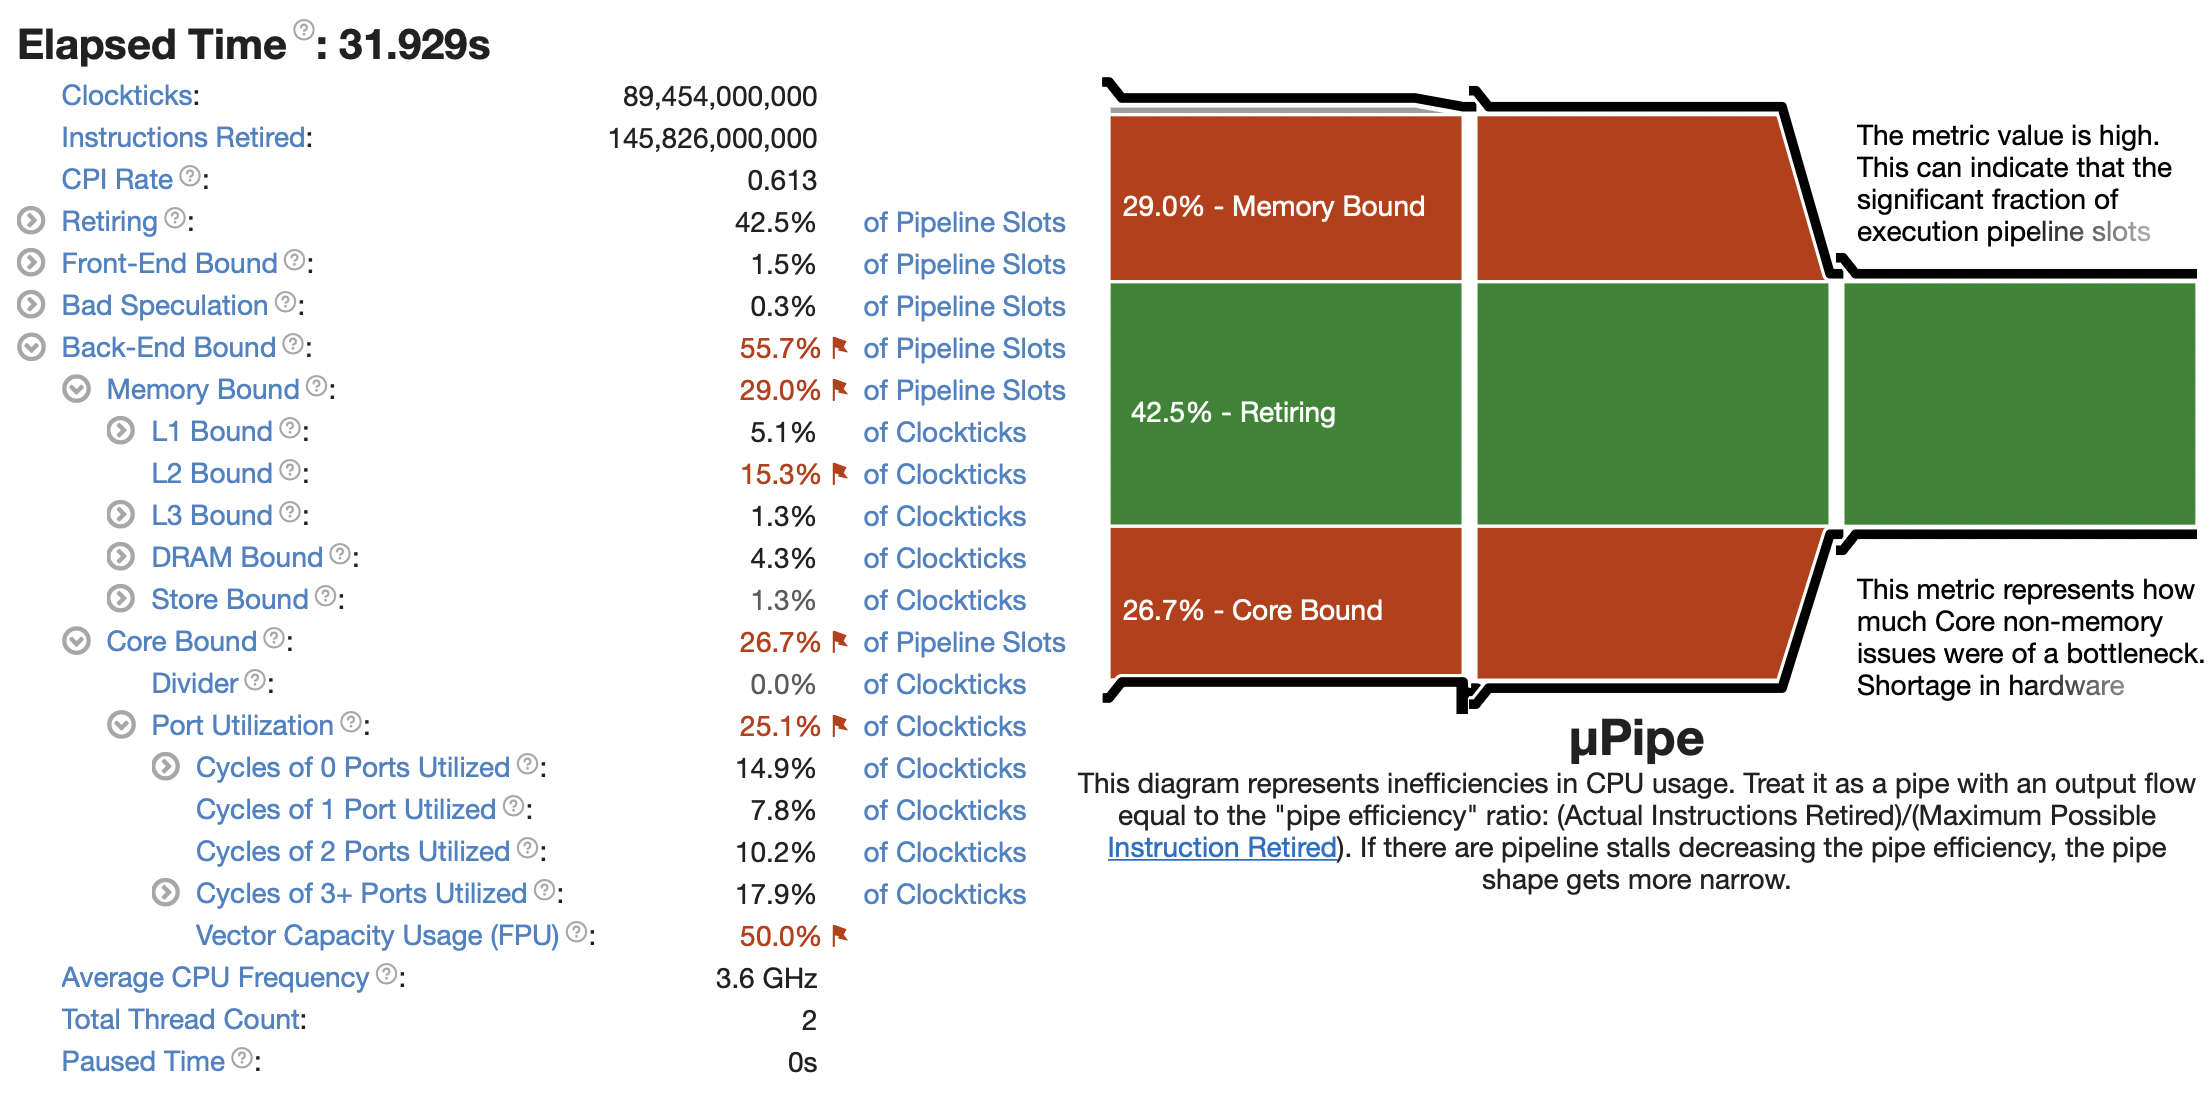 Elapsed Time ?: 31.929s
Clockticks: 89,454,000,000
Instructions Retired: 145,826,000,000
CPI Rate ?: 0.613
Retiring ?: 42.5% of Pipeline Slots
Front-End Bound ?: 1.5% of Pipeline Slots
Bad Speculation ?: 0.3% of Pipeline Slots
Back-End Bound ?: 55.7% of Pipeline Slots
Memory Bound ?: 29.0% of Pipeline Slots
L1 Bound ?: 5.1% of Clockticks
L2 Bound ?: 15.3% of Clockticks
L3 Bound ?: 1.3% of Clockticks
DRAM Bound ?: 4.3% of Clockticks
Store Bound ?: 1.3% of Clockticks
Core Bound ?: 26.7% of Pipeline Slots
Divider ?: 0.0% of Clockticks
Port Utilization ?: 25.1% of Clockticks
Cycles of 0 Ports Utilized ?: 14.9% of Clockticks
Cycles of 1 Port Utilized ?: 7.8% of Clockticks
Cycles of 2 Ports Utilized ?: 10.2% of Clockticks
Cycles of 3+ Ports Utilized ?: 17.9% of Clockticks
Vector Capacity Usage (FPU) ?: 50.0%
Average CPU Frequency ?: 3.6 GHz
Total Thread Count: 2
Paused Time ?: 0s
29.0% - Memory Bound
42.5% - Retiring
26.7% - Core Bound
The metric value is high.
This can indicate that the
significant fraction of
execution pipeline slots
This metric represents how
much Core non-memory
issues were of a bottleneck.
Shortage in hardware
µPipe
This diagram represents inefficiencies in CPU usage. Treat it as a pipe with an output flow
equal to the "pipe efficiency" ratio: (Actual Instructions Retired)/(Maximum Possible
Instruction Retired). If there are pipeline stalls decreasing the pipe efficiency, the pipe
shape gets more narrow.